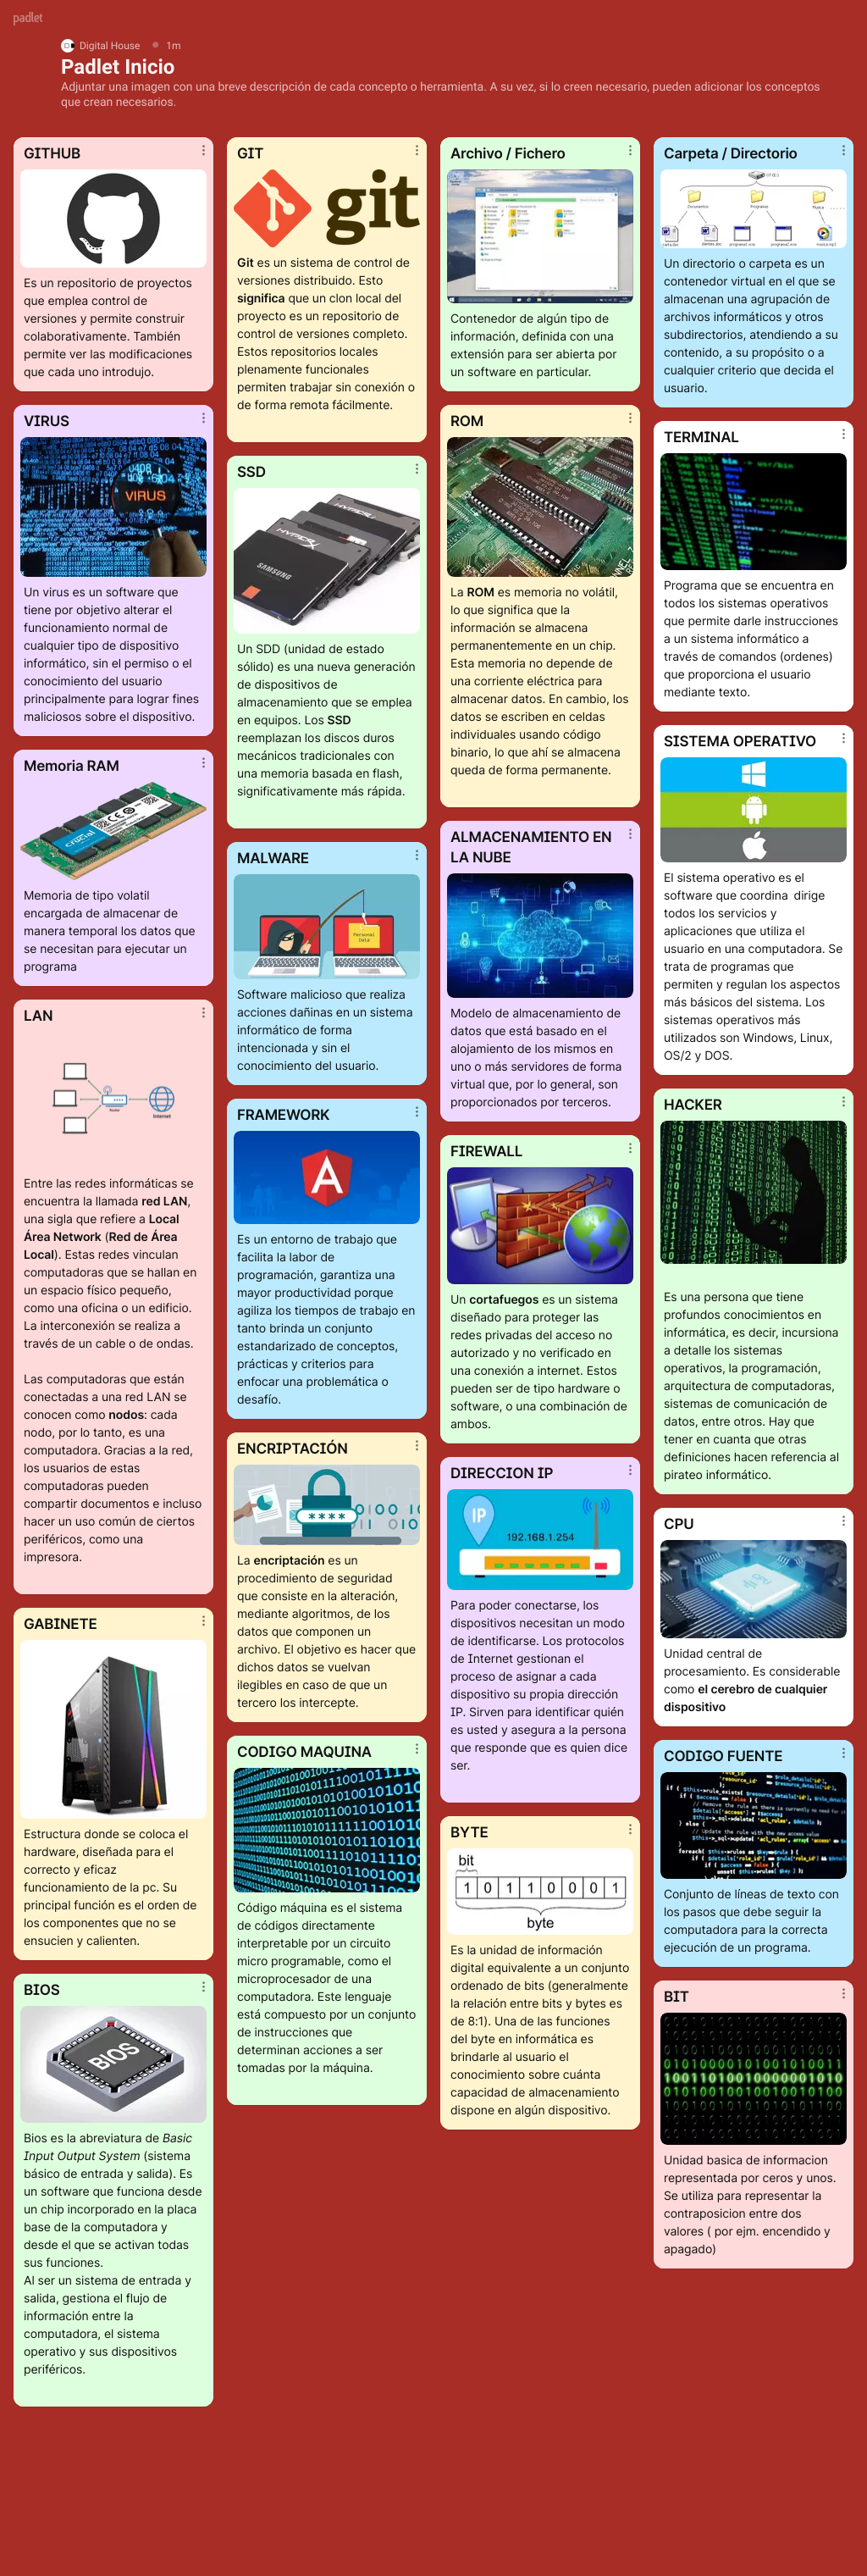 padlet
Digital House
1m
Padlet Inicio
Adjuntar una imagen con una breve descripción de cada concepto o herramienta. A su vez, si lo creen necesario, pueden adicionar los conceptos
que crean necesarios.
GITHUB
Es un repositorio de proyectos
que emplea control de
versiones y permite construir
colaborativamente. También
permite ver las modificaciones
que cada uno introdujo.
VIRUS
VIRUS
Un virus es un software que
tiene por objetivo alterar el
funcionamiento normal de
cualquier tipo de dispositivo
informático, sin el permiso o el
conocimiento del usuario
principalmente para lograr fines
maliciosos sobre el dispositivo.
Memoria RAM
crucial
Memoria de tipo volatil
encargada de almacenar de
manera temporal los datos que
se necesitan para ejecutar un
programa
LAN
Router
Internet
Entre las redes informáticas se
encuentra la llamada red LAN,
una sigla que refiere a Local
Área Network (Red de Área
Local). Estas redes vinculan
computadoras que se hallan en
un espacio físico pequeño,
como una oficina o un edificio.
La interconexión se realiza a
través de un cable o de ondas.
Las computadoras que están
conectadas a una red LAN se
conocen como nodos: cada
nodo, por lo tanto, es una
computadora. Gracias a la red,
los usuarios de estas
computadoras pueden
compartir documentos e incluso
hacer un uso común de ciertos
periféricos, como una
impresora.
GABINETE
Estructura donde se coloca el
hardware, diseñada para el
correcto y eficaz
funcionamiento de la pc. Su
principal función es el orden de
los componentes que no se
ensucien y calienten.
BIOS
BIOS
Bios es la abreviatura de Basic
Input Output System (sistema
básico de entrada y salida). Es
un software que funciona desde
un chip incorporado en la placa
base de la computadora y
desde el que se activan todas
sus funciones.
Al ser un sistema de entrada y
salida, gestiona el flujo de
información entre la
computadora, el sistema
operativo y sus dispositivos
periféricos.
GIT
git
Git es un sistema de control de
versiones distribuido. Esto
significa que un clon local del
proyecto es un repositorio de
control de versiones completo.
Estos repositorios locales
plenamente funcionales
permiten trabajar sin conexión o
de forma remota fácilmente.
SSD
HYPERX
SAMSUNG
Un SDD (unidad de estado
sólido) es una nueva generación
de dispositivos de
almacenamiento que se emplea
en equipos. Los SSD
reemplazan los discos duros
mecánicos tradicionales con
una memoria basada en flash,
significativamente más rápida.
MALWARE
Personal
Data
Software malicioso que realiza
acciones dañinas en un sistema
informático de forma
intencionada y sin el
conocimiento del usuario.
FRAMEWORK
A
Es un entorno de trabajo que
facilita la labor de
programación, garantiza una
mayor productividad porque
agiliza los tiempos de trabajo en
tanto brinda un conjunto
estandarizado de conceptos,
prácticas y criterios para
enfocar una problemática o
desafío.
ENCRIPTACIÓN
****
La encriptación es un
procedimiento de seguridad
que consiste en la alteración,
mediante algoritmos, de los
datos que componen un
archivo. El objetivo es hacer que
dichos datos se vuelvan
ilegibles en caso de que un
tercero los intercepte.
CODIGO MAQUINA
Código máquina es el sistema
de códigos directamente
interpretable por un circuito
micro programable, como el
microprocesador de una
computadora. Este lenguaje
está compuesto por un conjunto
de instrucciones que
determinan acciones a ser
tomadas por la máquina.
Archivo / Fichero
Contenedor de algún tipo de
información, definida con una
extensión para ser abierta por
un software en particular.
ROM
La ROM es memoria no volátil,
lo que significa que la
información se almacena
permanentemente en un chip.
Esta memoria no depende de
una corriente eléctrica para
almacenar datos. En cambio, los
datos se escriben en celdas
individuales usando código
binario, lo que ahí se almacena
queda de forma permanente.
ALMACENAMIENTO EN
LA NUBE
Modelo de almacenamiento de
datos que está basado en el
alojamiento de los mismos en
uno o más servidores de forma
virtual que, por lo general, son
proporcionados por terceros.
FIREWALL
Un cortafuegos es un sistema
diseñado para proteger las
redes privadas del acceso no
autorizado y no verificado en
una conexión a internet. Estos
pueden ser de tipo hardware o
software, o una combinación de
ambos.
DIRECCION IP
IP
192.168.1.254
Para poder conectarse, los
dispositivos necesitan un modo
de identificarse. Los protocolos
de Internet gestionan el
proceso de asignar a cada
dispositivo su propia dirección
IP. Sirven para identificar quién
es usted y asegura a la persona
que responde que es quien dice
ser.
BYTE
bit
1 0 1 1 0 0 0 1
byte
Es la unidad de información
digital equivalente a un conjunto
ordenado de bits (generalmente
la relación entre bits y bytes es
de 8:1). Una de las funciones
del byte en informática es
brindarle al usuario el
conocimiento sobre cuánta
capacidad de almacenamiento
dispone en algún dispositivo.
Carpeta / Directorio
Documentos
Programas
Música
Un directorio o carpeta es un
contenedor virtual en el que se
almacenan una agrupación de
archivos informáticos y otros
subdirectorios, atendiendo a su
contenido, a su propósito o a
cualquier criterio que decida el
usuario.
TERMINAL
Programa que se encuentra en
todos los sistemas operativos
que permite darle instrucciones
a un sistema informático a
través de comandos (ordenes)
que proporciona el usuario
mediante texto.
SISTEMA OPERATIVO
El sistema operativo es el
software que coordina dirige
todos los servicios y
aplicaciones que utiliza el
usuario en una computadora. Se
trata de programas que
permiten y regulan los aspectos
más básicos del sistema. Los
sistemas operativos más
utilizados son Windows, Linux,
OS/2 y DOS.
HACKER
Es una persona que tiene
profundos conocimientos en
informática, es decir, incursiona
a detalle los sistemas
operativos, la programación,
arquitectura de computadoras,
sistemas de comunicación de
datos, entre otros. Hay que
tener en cuanta que otras
definiciones hacen referencia al
pirateo informático.
CPU
CPU
Unidad central de
procesamiento. Es considerable
como el cerebro de cualquier
dispositivo
CODIGO FUENTE
Conjunto de líneas de texto con
los pasos que debe seguir la
computadora para la correcta
ejecución de un programa.
BIT
Unidad basica de informacion
representada por ceros y unos.
Se utiliza para representar la
contraposicion entre dos
valores ( por ejm. encendido y
apagado)